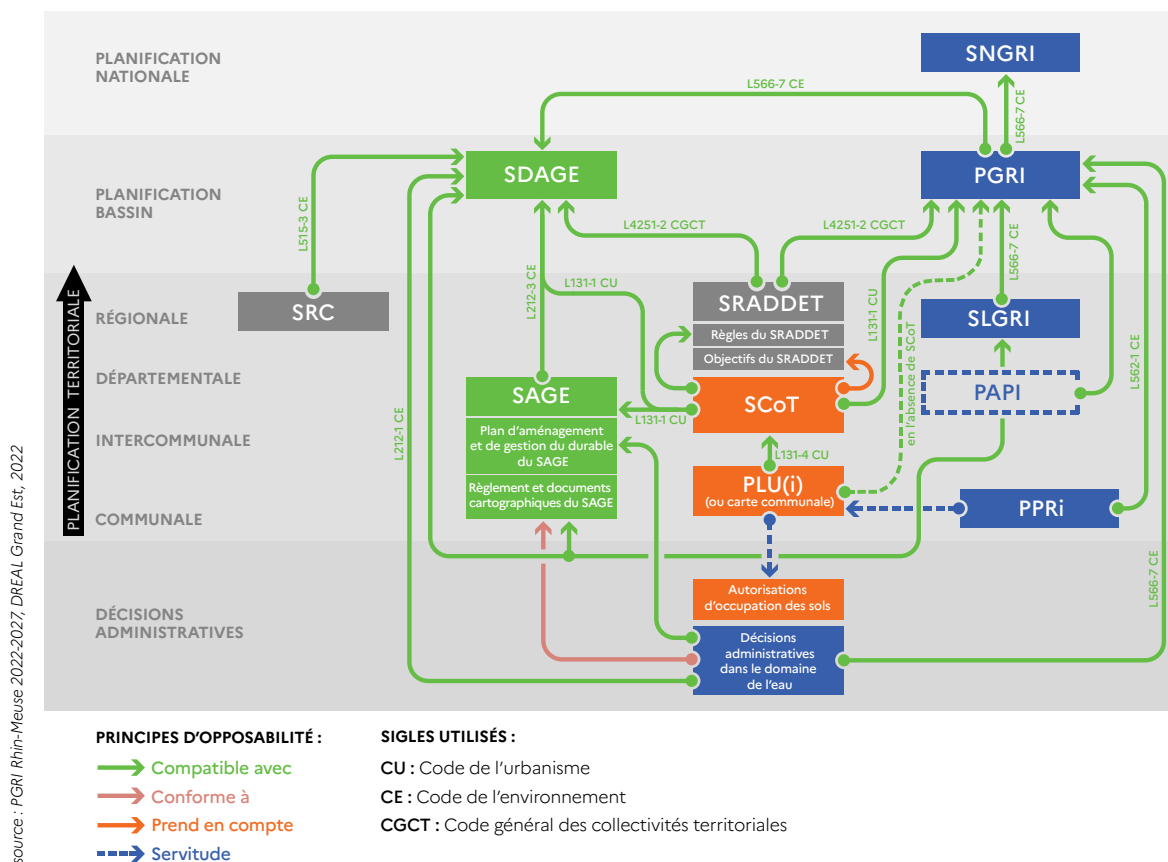 PLANIFICATION
NATIONALE
SNGRI
L566-7 CE
L566-7 CE
PLANIFICATION
BASSIN
SDAGE
PGRI
L515-3 CE
L4251-2 CGCT
L4251-2 CGCT
L566-7 CE
L212-3 CE
L131-1 CU
L131-1 CU
L562-1 CE
PLANIFICATION TERRITORIALE
RÉGIONALE
SRC
SRADDET
Règles du SRADDET
Objectifs du SRADDET
SLGRI
DÉPARTEMENTALE
SAGE
SCoT
PAPI
en l'absence de SCoT
L131-1 CU
L212-1 CE
INTERCOMMUNALE
Plan d'aménagement
et de gestion du durable
du SAGE
L131-4 CU
Règlement et documents
cartographiques du SAGE
PLU(i)
(ou carte communale)
PPRi
COMMUNALE
L566-7 CE
DÉCISIONS
ADMINISTRATIVES
Autorisations
d'occupation des sols
Décisions
administratives
dans le domaine
de l'eau
PRINCIPES D'OPPOSABILITÉ :
Compatible avec
Conforme à
Prend en compte
Servitude
SIGLES UTILISÉS :
CU : Code de l'urbanisme
CE : Code de l'environnement
CGCT : Code général des collectivités territoriales
source : PGRI Rhin-Meuse 2022-2027, DREAL Grand Est, 2022